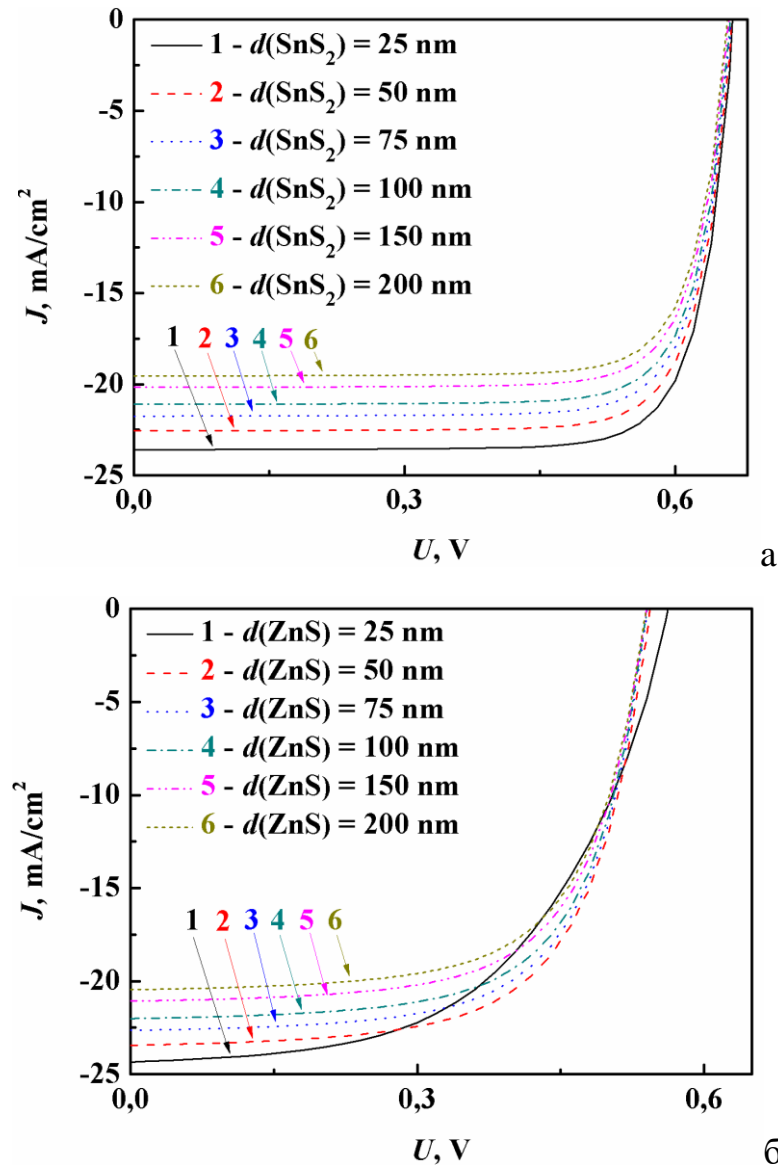 0
1 - d(SnS₂) = 25 nm
2 - d(SnS₂) = 50 nm
-5
3 - d(SnS₂) = 75 nm
4 - d(SnS₂) = 100 nm
-10
5 - d(SnS₂) = 150 nm
6 - d(SnS₂) = 200 nm
-15
J, mA/cm²
1 2 3 4 5 6
-20
-25
0,0 0,3 0,6
U, V
а
0
1 - d(ZnS) = 25 nm
2 - d(ZnS) = 50 nm
-5
3 - d(ZnS) = 75 nm
4 - d(ZnS) = 100 nm
-10
5 - d(ZnS) = 150 nm
6 - d(ZnS) = 200 nm
-15
J, mA/cm²
1 2 3 4 5 6
-20
-25
0,0 0,3 0,6
U, V
б